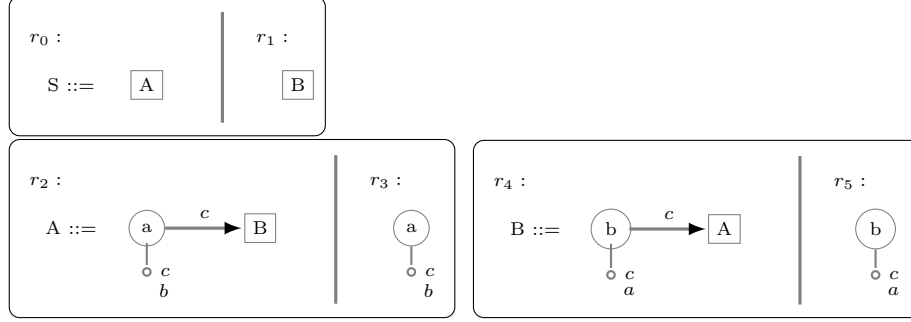 r0 : r1 :
S ::= A B
r2 : r3 : r4 : r5 :
c c
A ::= a B a B ::= b A b
c c c c
b b a a